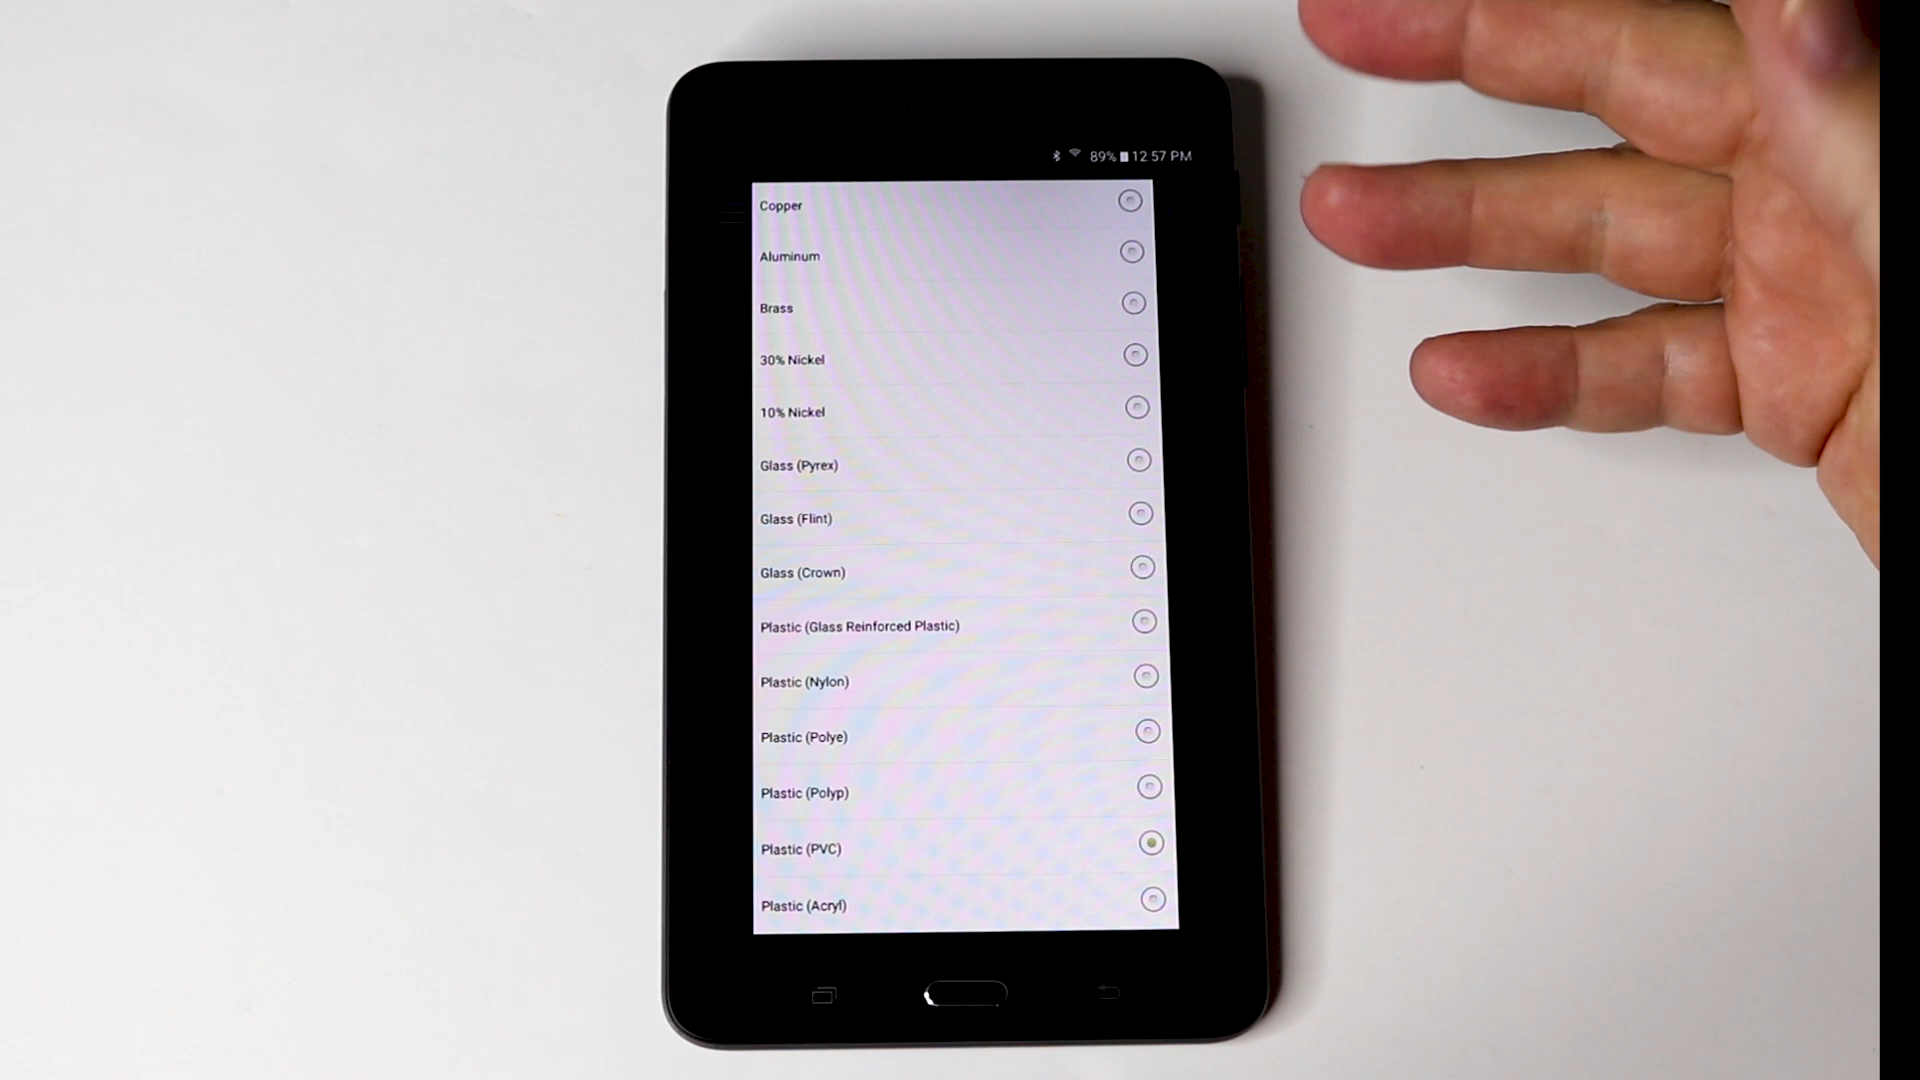 89% 12:57 PM
Copper
Aluminum
Brass
30% Nickel
10% Nickel
Glass (Pyrex)
Glass (Flint)
Glass (Crown)
Plastic (Glass Reinforced Plastic)
Plastic (Nylon)
Plastic (Polye)
Plastic (Polyp)
Plastic (PVC)
Plastic (Acryl)